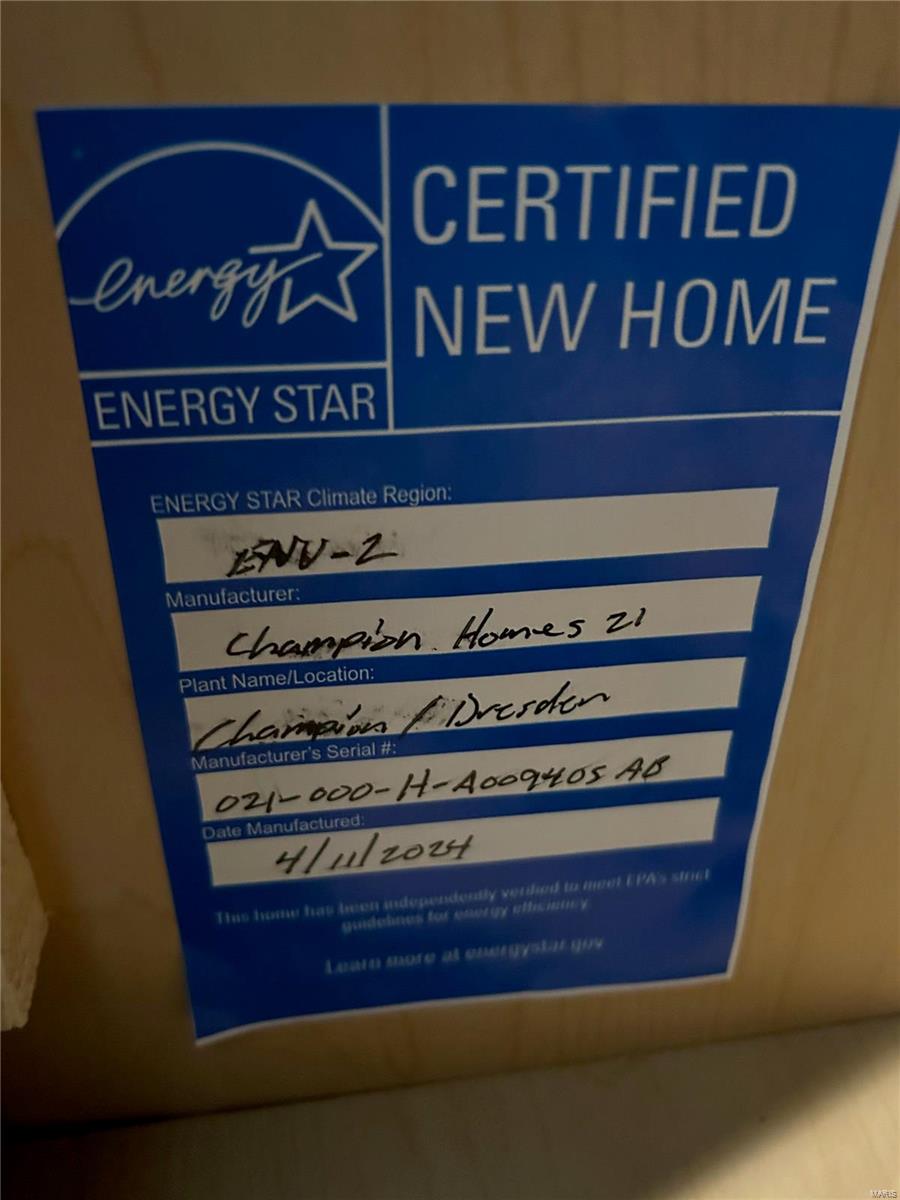 energy
ENERGY STAR
CERTIFIED
NEW HOME
ENERGY STAR Climate Region:
ENV-2
Manufacturer:
Champion Homes 21
Plant Name/Location:
Champion / Dresden
Manufacturer's Serial #:
021-000-H-A009405 AB
Date Manufactured:
4/11/2024
This home has been independently verified to meet EPA's strict
guidelines for energy efficiency.
Learn more at energystar.gov
MARIS